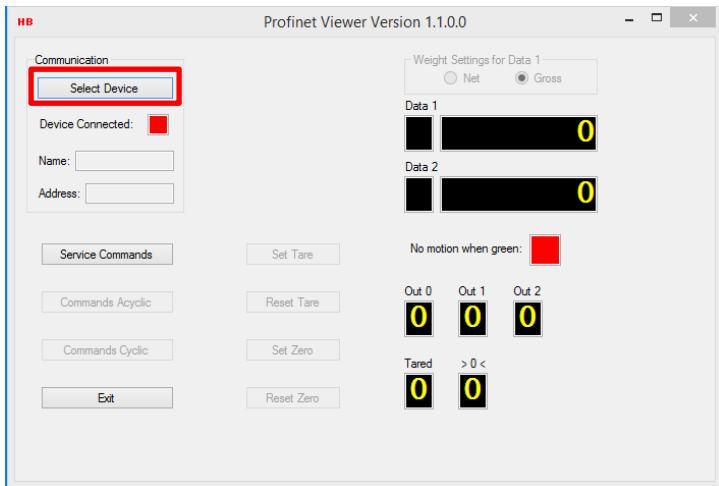 HB Profinet Viewer Version 1.1.0.0
Communication
Select Device
Device Connected:
Name:
Address:
Weight Settings for Data 1
Net Gross
Data 1
0
Data 2
0
Service Commands Set Tare No motion when green:
Commands Acyclic Reset Tare
Commands Cyclic Set Zero
Exit Reset Zero
Out 0 Out 1 Out 2
0 0 0
Tared > 0 <
0 0